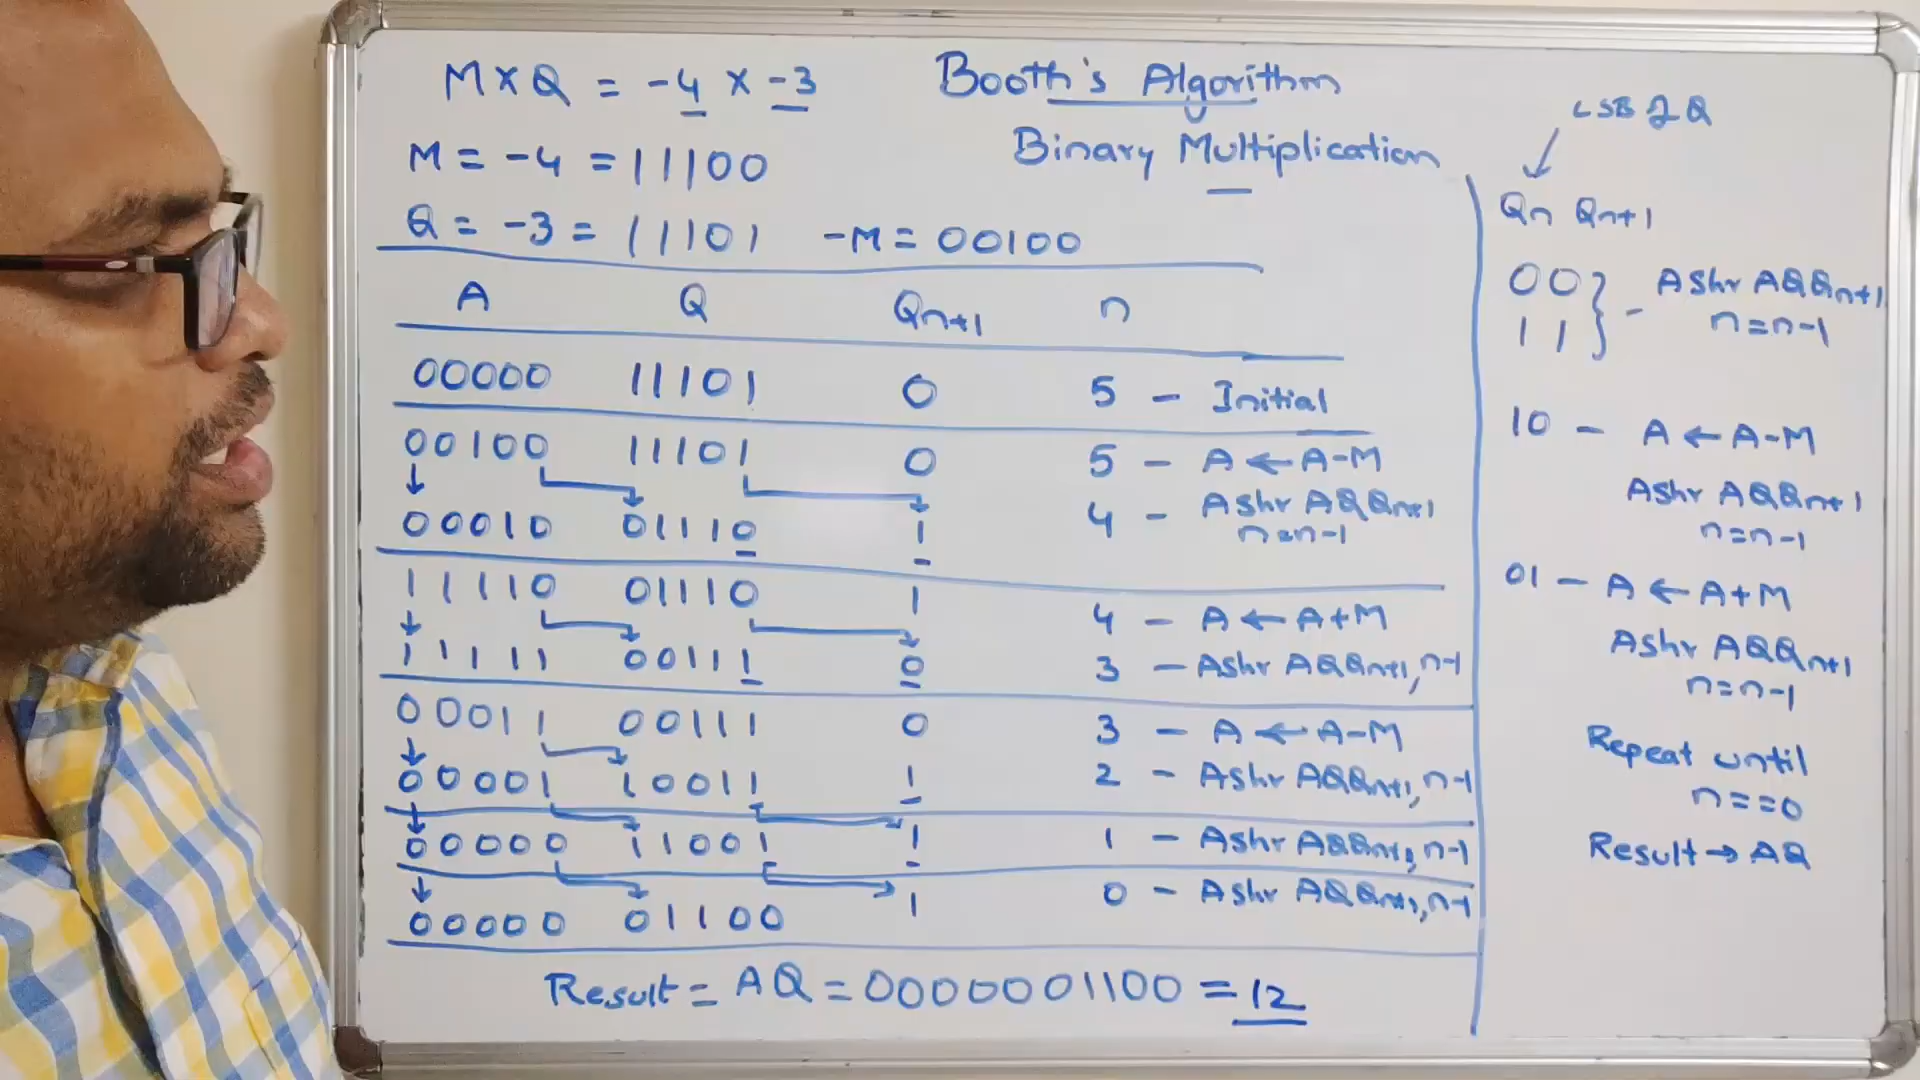 M×Q = -4 × -3
Booth's Algorithm
Binary Multiplication
M = -4 = 11100
Q = -3 = 11101 -M = 00100
A Q Qn+1 n
00000 11101 0 5 - Initial
00100 11101 0 5 - A ← A-M
00010 01110 1 4 - Ashr AQQn+1
n=n-1
11110 01110 1 4 - A ← A+M
11111 00111 0 3 - Ashr AQQn+1, n-1
00011 00111 0 3 - A ← A-M
00001 10011 1 2 - Ashr AQQn+1, n-1
00000 11001 1 1 - Ashr AQQn+1, n-1
00000 01100 1 0 - Ashr AQQn+1, n-1
Result = AQ = 0000001100 = 12
LSB of Q
Qn Qn+1
00
11 } - Ashr AQQn+1
n=n-1
10 - A ← A-M
Ashr AQQn+1
n=n-1
01 - A ← A+M
Ashr AQQn+1
n=n-1
Repeat until
n==0
Result → AQ